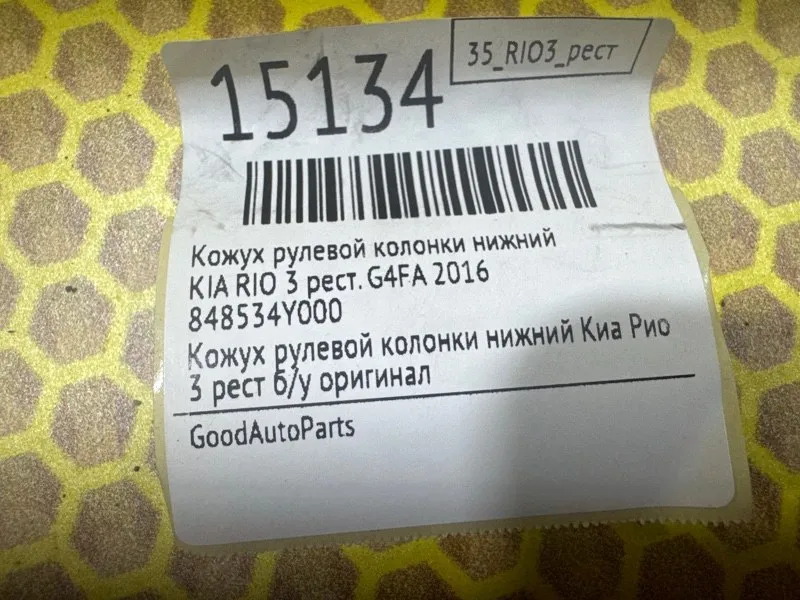 35_RIO3_рест
15134
Кожух рулевой колонки нижний
KIA RIO 3 рест. G4FA 2016
848534Y000
Кожух рулевой колонки нижний Киа Рио
3 рест б/у оригинал
GoodAutoParts